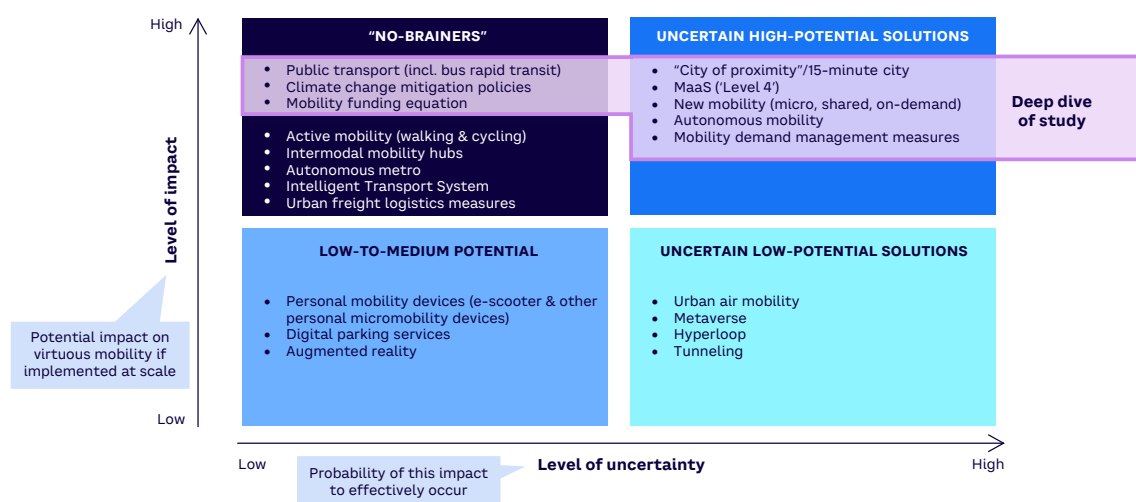 High
Level of impact
Potential impact on
virtuous mobility if
implemented at scale
Low
“NO-BRAINERS”
• Public transport (incl. bus rapid transit)
• Climate change mitigation policies
• Mobility funding equation
• Active mobility (walking & cycling)
• Intermodal mobility hubs
• Autonomous metro
• Intelligent Transport System
• Urban freight logistics measures
UNCERTAIN HIGH-POTENTIAL SOLUTIONS
• “City of proximity”/15-minute city
• MaaS (‘Level 4’)
• New mobility (micro, shared, on-demand)
• Autonomous mobility
• Mobility demand management measures
Deep dive
of study
LOW-TO-MEDIUM POTENTIAL
• Personal mobility devices (e-scooter & other
personal micromobility devices)
• Digital parking services
• Augmented reality
UNCERTAIN LOW-POTENTIAL SOLUTIONS
• Urban air mobility
• Metaverse
• Hyperloop
• Tunneling
Low
Probability of this impact
to effectively occur
Level of uncertainty
High